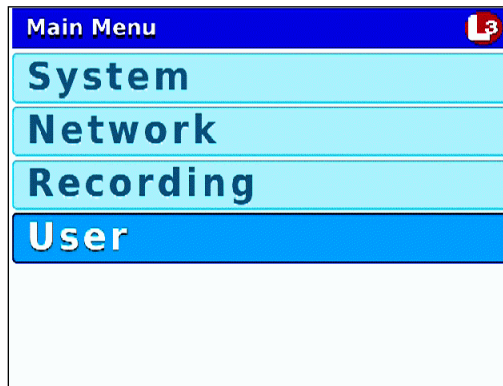 Main Menu
L3
System
Network
Recording
User